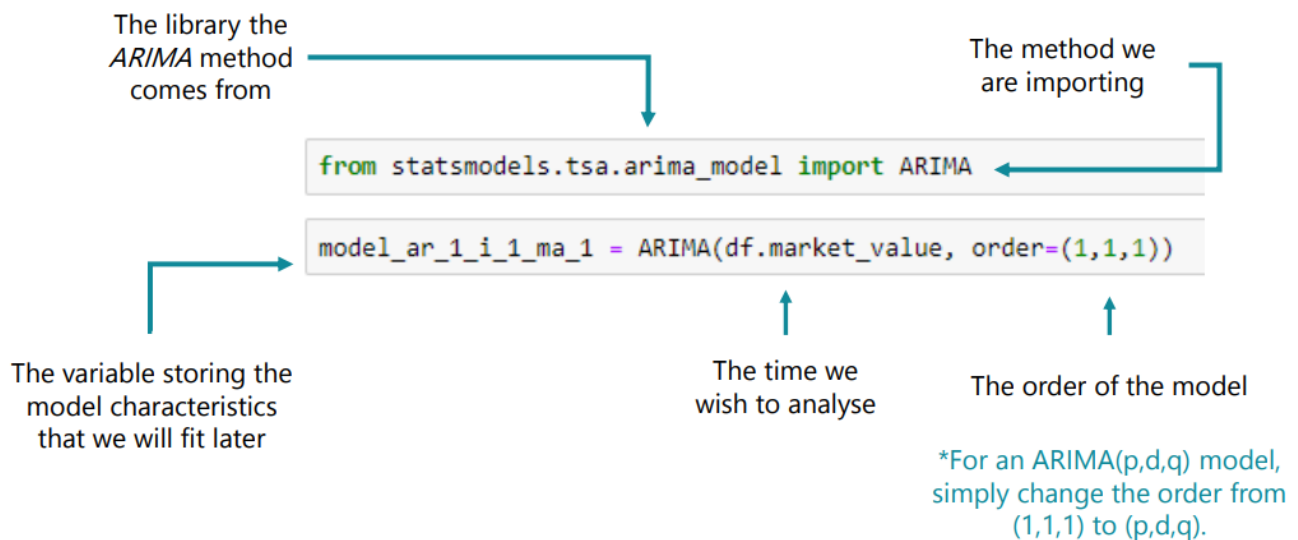 The library the
ARIMA method
comes from
The method we
are importing
from statsmodels.tsa.arima_model import ARIMA
model_ar_1_i_1_ma_1 = ARIMA(df.market_value, order=(1,1,1))
The variable storing the
model characteristics
that we will fit later
The time we
wish to analyse
The order of the model
*For an ARIMA(p,d,q) model,
simply change the order from
(1,1,1) to (p,d,q).